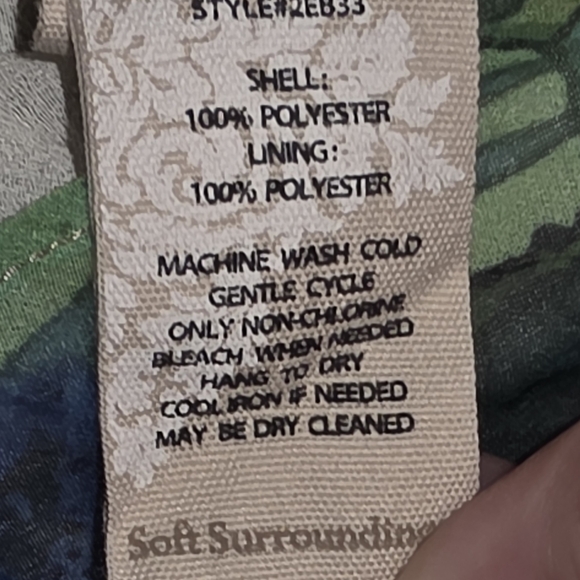 STYLE#2EB33
SHELL:
100% POLYESTER
LINING:
100% POLYESTER
MACHINE WASH COLD
GENTLE CYCLE
ONLY NON-CHLORINE
BLEACH WHEN NEEDED
HANG TO DRY
COOL IRON IF NEEDED
MAY BE DRY CLEANED
Soft Surrounding